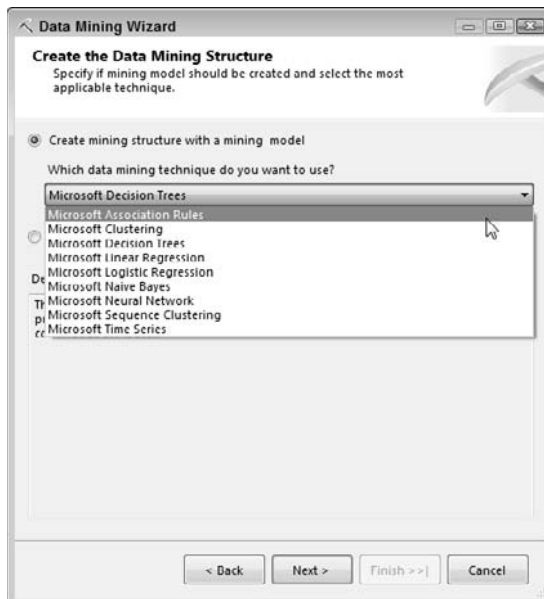 Data Mining Wizard
Create the Data Mining Structure
Specify if mining model should be created and select the most
applicable technique.
Create mining structure with a mining model
Which data mining technique do you want to use?
Microsoft Decision Trees
Microsoft Association Rules
Microsoft Clustering
Microsoft Decision Trees
Microsoft Linear Regression
Microsoft Logistic Regression
Microsoft Naive Bayes
Microsoft Neural Network
Microsoft Sequence Clustering
Microsoft Time Series
< Back
Next >
Finish >>|
Cancel